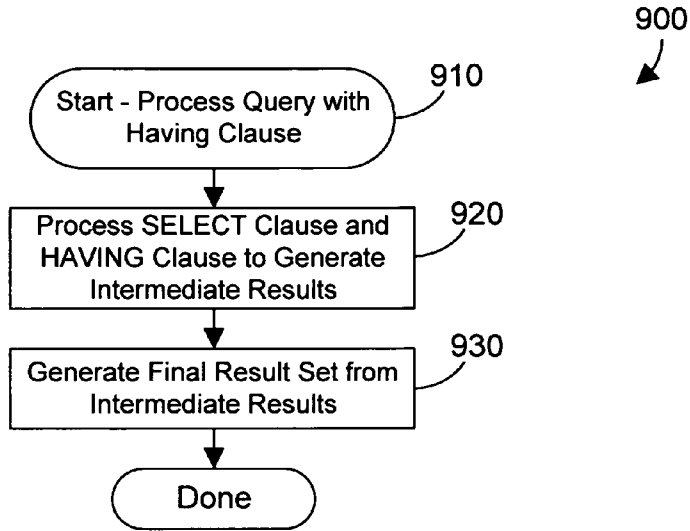 900
910
Start - Process Query with
Having Clause
920
Process SELECT Clause and
HAVING Clause to Generate
Intermediate Results
930
Generate Final Result Set from
Intermediate Results
Done